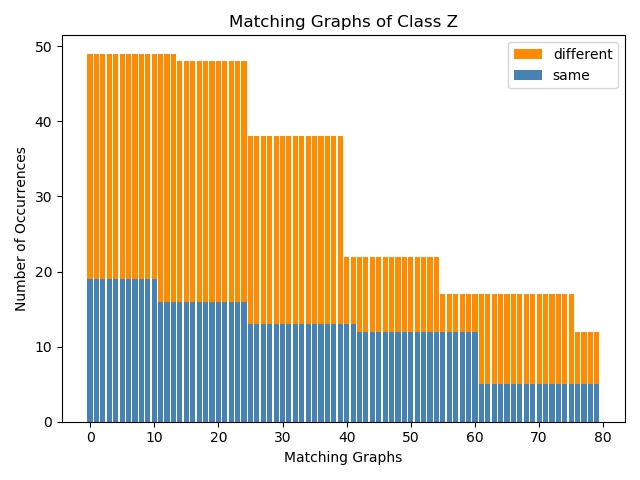 Matching Graphs of Class Z
different
same
Number of Occurrences
50
40
30
20
10
0
0 10 20 30 40 50 60 70 80
Matching Graphs